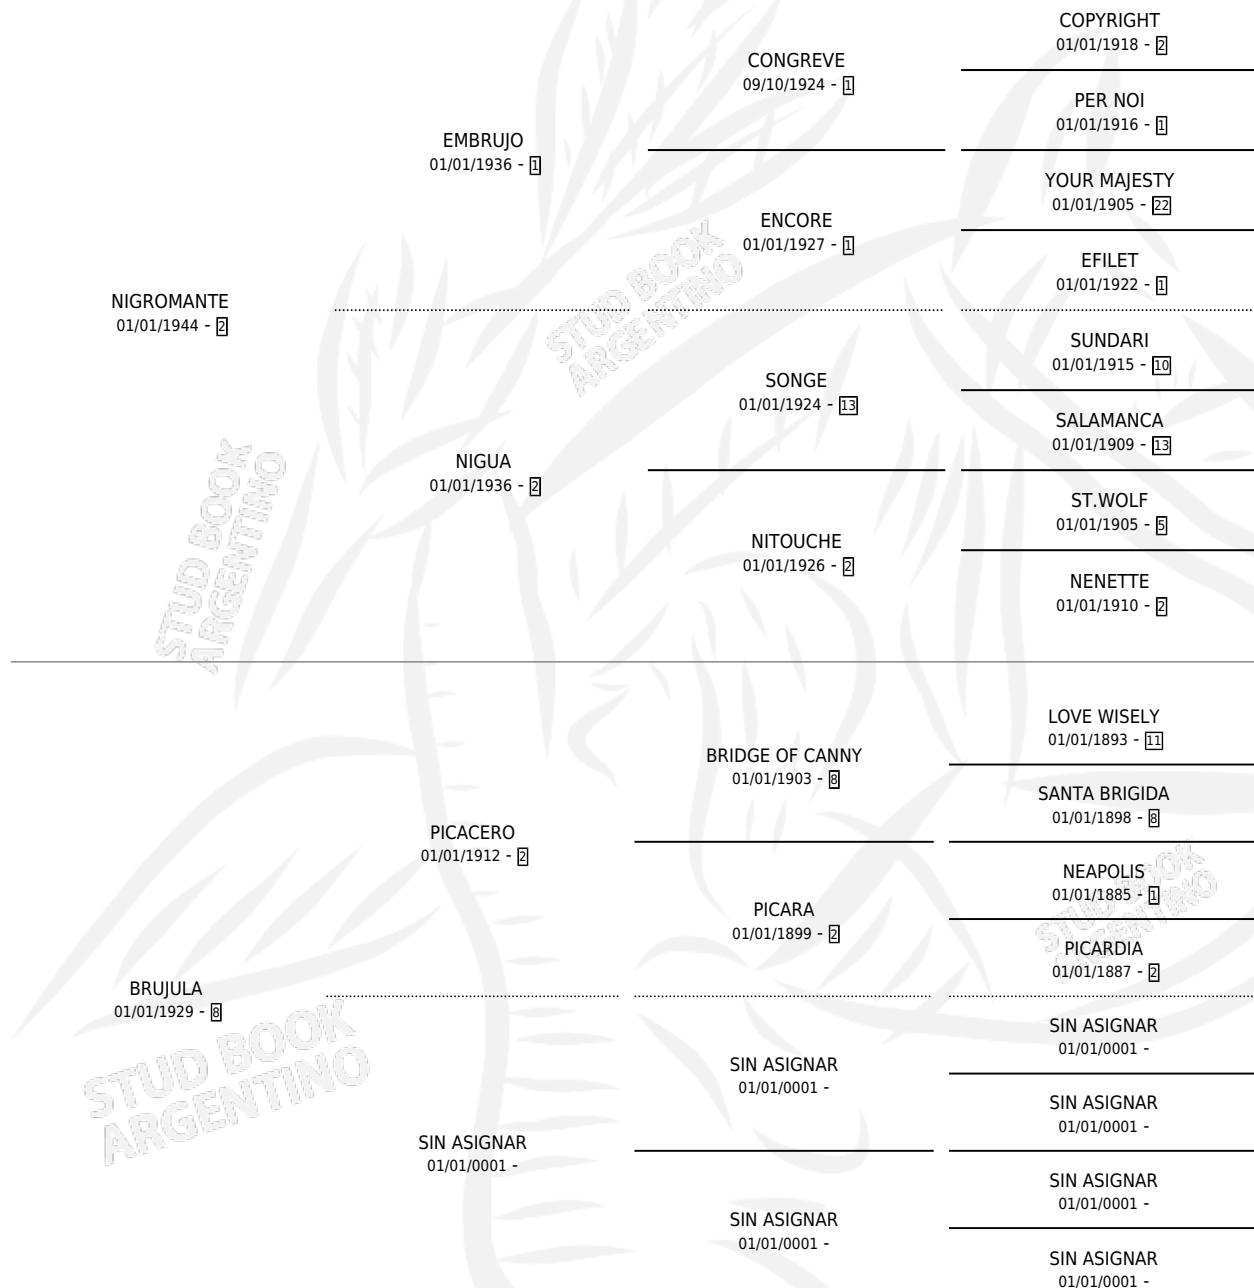 COPYRIGHT
01/01/1918 - 2
CONGREVE
09/10/1924 - 1
PER NOI
01/01/1916 - 1
EMBRUJO
01/01/1936 - 1
YOUR MAJESTY
01/01/1905 - 22
ENCORE
01/01/1927 - 1
EFILET
01/01/1922 - 1
NIGROMANTE
01/01/1944 - 2
SUNDARI
01/01/1915 - 10
SONGE
01/01/1924 - 13
SALAMANCA
01/01/1909 - 13
NIGUA
01/01/1936 - 2
ST.WOLF
01/01/1905 - 5
NITOUCHE
01/01/1926 - 2
NENETTE
01/01/1910 - 2
STUD BOOK
ARGENTINO
STUD BOOK
ARGENTINO
LOVE WISELY
01/01/1893 - 11
BRIDGE OF CANNY
01/01/1903 - 8
SANTA BRIGIDA
01/01/1898 - 8
PICACERO
01/01/1912 - 2
NEAPOLIS
01/01/1885 - 1
PICARA
01/01/1899 - 2
PICARDIA
01/01/1887 - 2
STUD BOOK
ARGENTINO
BRUJULA
01/01/1929 - 8
STUD BOOK
ARGENTINO
SIN ASIGNAR
01/01/0001 -
SIN ASIGNAR
01/01/0001 -
SIN ASIGNAR
01/01/0001 -
SIN ASIGNAR
01/01/0001 -
SIN ASIGNAR
01/01/0001 -
SIN ASIGNAR
01/01/0001 -
SIN ASIGNAR
01/01/0001 -